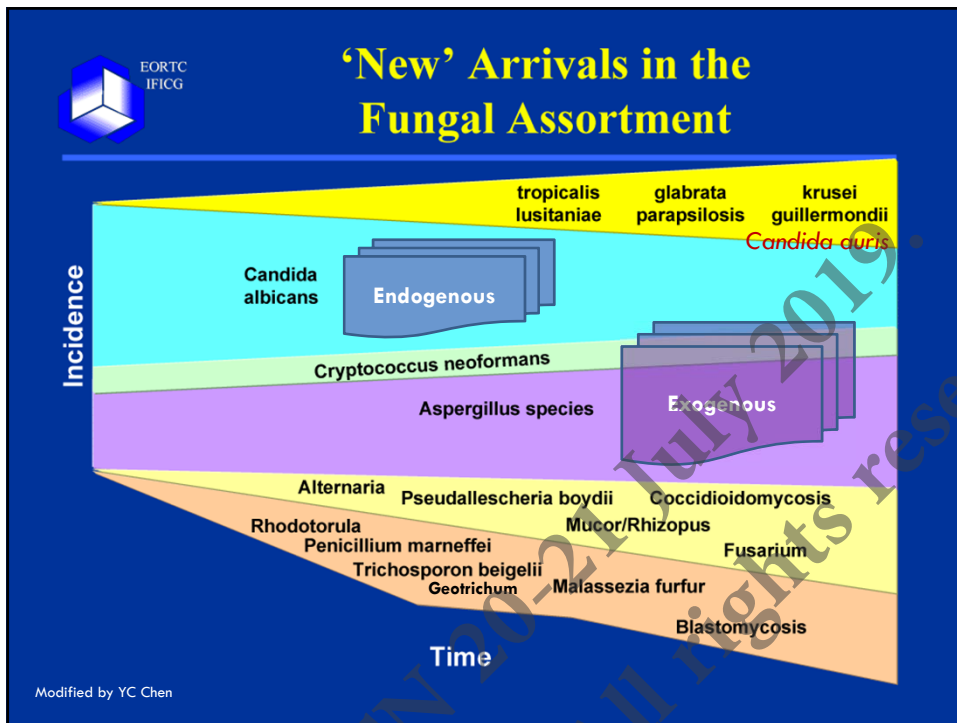 EORTC
IFICG
‘New’ Arrivals in the
Fungal Assortment
tropicalis
lusitaniae
glabrata
parapsilosis
krusei
guillermondii
Candida auris
Candida
albicans
Endogenous
Incidence
Cryptococcus neoformans
Aspergillus species
Exogenous
Alternaria
Pseudallescheria boydii
Coccidioidomycosis
Rhodotorula
Mucor/Rhizopus
Penicillium marneffei
Fusarium
Trichosporon beigelii
Geotrichum
Malassezia furfur
Blastomycosis
Time
Modified by YC Chen
20-21 July 2019.
All rights